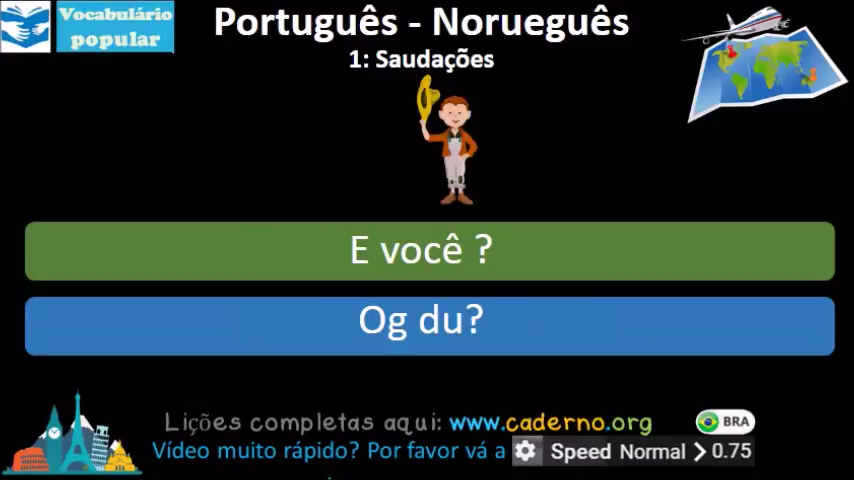 Vocabulário
popular
Português - Norueguês
1: Saudações
E você ?
Og du?
Lições completas aqui: www.caderno.org
BRA
Vídeo muito rápido? Por favor vá a Speed Normal > 0.75